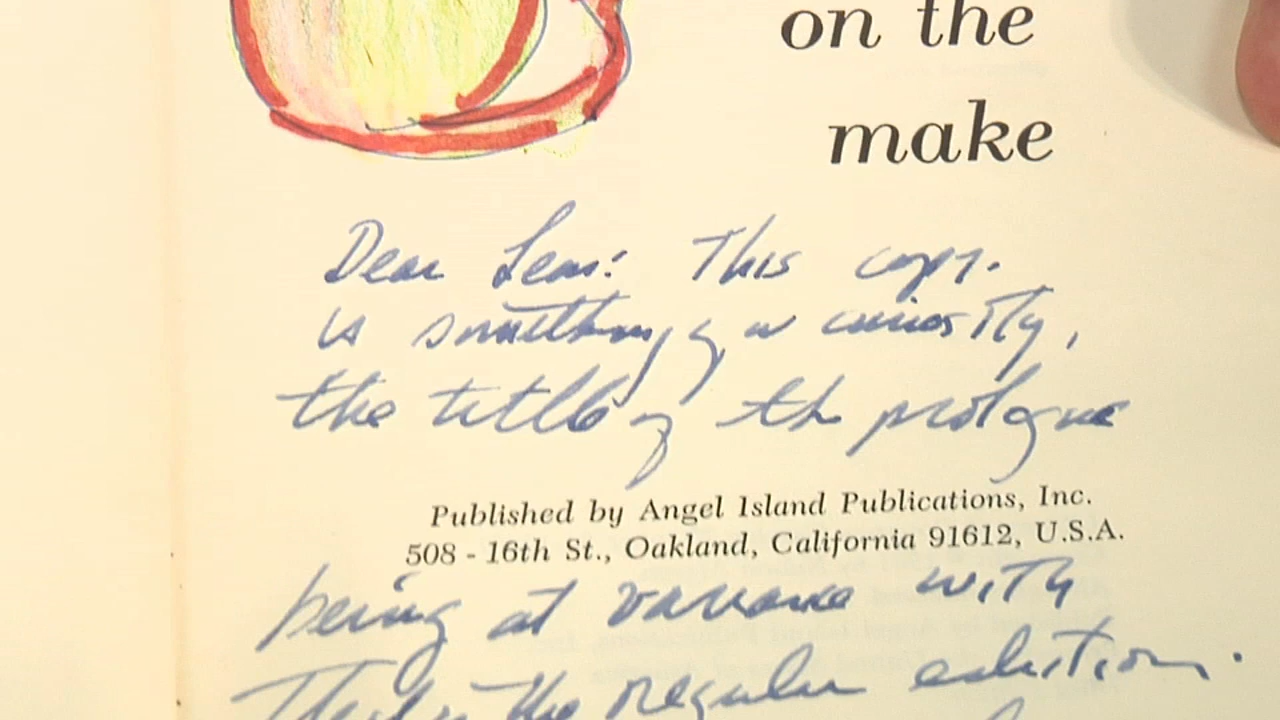 on the
make
Dear Lens: This copy.
is something of a curiosity,
the title of the prologue
Published by Angel Island Publications, Inc.
508 - 16th St., Oakland, California 91612, U.S.A.
being at variance with
the regular edition.